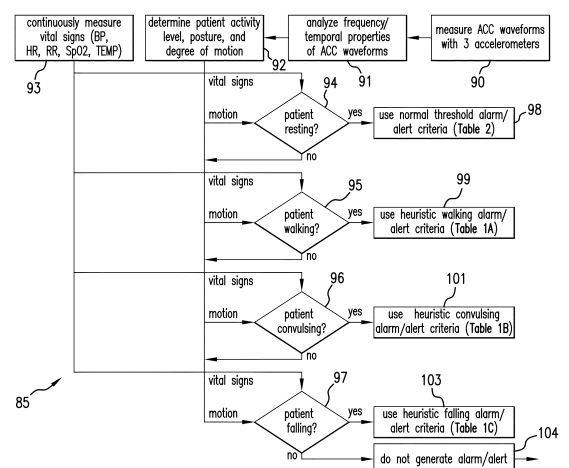 continuously measure
vital signs (BP,
HR, RR, SpO2, TEMP)
93
determine patient activity
level, posture, and
degree of motion
92
analyze frequency/
temporal properties
of ACC waveforms
91
measure ACC waveforms
with 3 accelerometers
90
vital signs
94
motion
patient
resting?
yes
use normal threshold alarm/
alert criteria (Table 2)
98
no
vital signs
95
motion
patient
walking?
yes
use heuristic walking alarm/
alert criteria (Table 1A)
99
no
vital signs
96
motion
patient
convulsing?
yes
use heuristic convulsing
alarm/alert criteria (Table 1B)
101
no
vital signs
97
85
motion
patient
falling?
yes
use heuristic falling alarm/
alert criteria (Table 1C)
103
no
do not generate alarm/alert
104